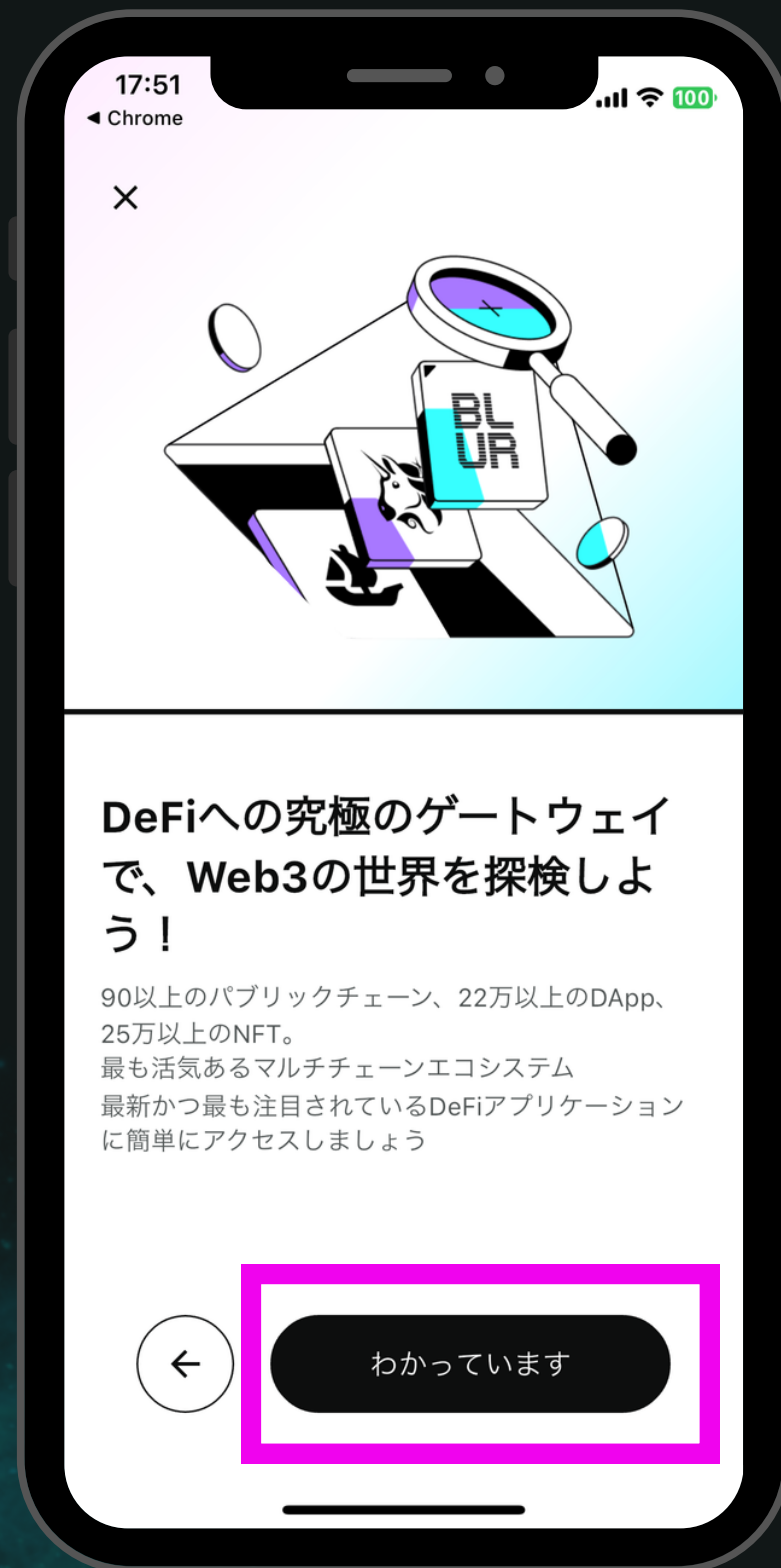 17:51
100
◀ Chrome
BL
UR
DeFiへの究極のゲートウェイ
で、Web3の世界を探検しよ
う！
90以上のパブリックチェーン、22万以上のDApp、
25万以上のNFT。
最も活気あるマルチチェーンエコシステム
最新かつ最も注目されているDeFiアプリケーション
に簡単にアクセスしましょう
わかっています